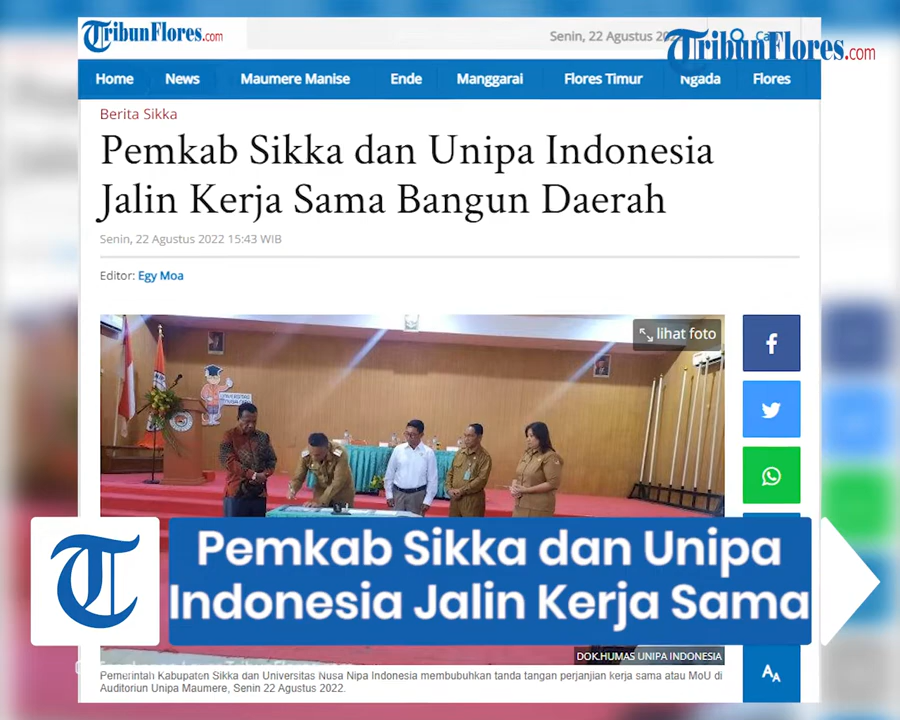 TribunFlores.com
Senin, 22 Agustus 2022
TribunFlores.com
Home News Maumere Manise Ende Manggarai Flores Timur Ngada Flores
Berita Sikka
Pemkab Sikka dan Unipa Indonesia
Jalin Kerja Sama Bangun Daerah
Senin, 22 Agustus 2022 15:43 WIB
Editor: Egy Moa
lihat foto
Pemkab Sikka dan Unipa
Indonesia Jalin Kerja Sama
DOK.HUMAS UNIPA INDONESIA
Pemerintah Kabupaten Sikka dan Universitas Nusa Nipa Indonesia membubuhkan tanda tangan perjanjian kerja sama atau MoU di
Auditoriun Unipa Maumere, Senin 22 Agustus 2022.